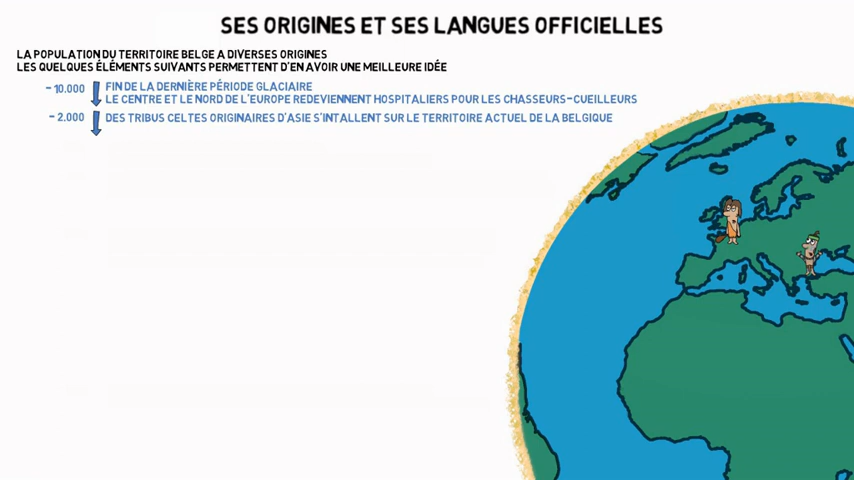 SES ORIGINES ET SES LANGUES OFFICIELLES
LA POPULATION DU TERRITOIRE BELGE A DIVERSES ORIGINES
LES QUELQUES ÉLÉMENTS SUIVANTS PERMETTENT D'EN AVOIR UNE MEILLEURE IDÉE
- 10.000 FIN DE LA DERNIÈRE PÉRIODE GLACIAIRE
LE CENTRE ET LE NORD DE L'EUROPE REDEVIENNENT HOSPITALIERS POUR LES CHASSEURS-CUEILLEURS
- 2.000 DES TRIBUS CELTES ORIGINAIRES D'ASIE S'INTALLENT SUR LE TERRITOIRE ACTUEL DE LA BELGIQUE